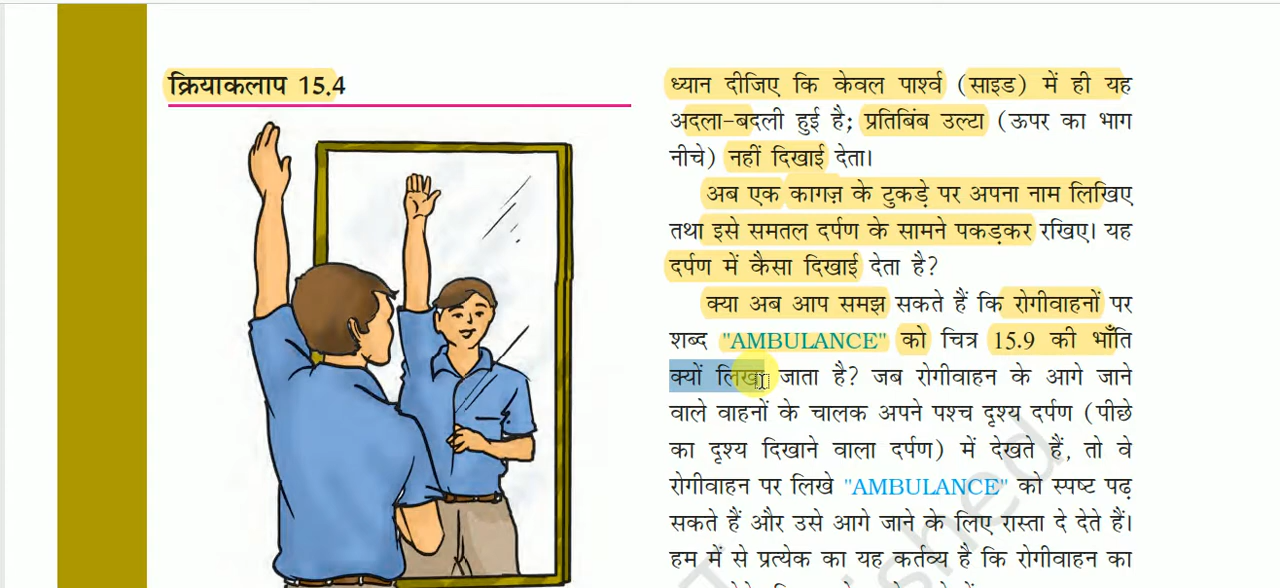 क्रियाकलाप 15.4
ध्यान दीजिए कि केवल पार्श्व (साइड) में ही यह
अदला-बदली हुई है; प्रतिबिंब उल्टा (ऊपर का भाग
नीचे) नहीं दिखाई देता।
अब एक कागज़ के टुकड़े पर अपना नाम लिखिए
तथा इसे समतल दर्पण के सामने पकड़कर रखिए। यह
दर्पण में कैसा दिखाई देता है?
क्या अब आप समझ सकते हैं कि रोगीवाहनों पर
शब्द "AMBULANCE" को चित्र 15.9 की भाँति
क्यों लिखा जाता है? जब रोगीवाहन के आगे जाने
वाले वाहनों के चालक अपने पश्च दृश्य दर्पण (पीछे
का दृश्य दिखाने वाला दर्पण) में देखते हैं, तो वे
रोगीवाहन पर लिखे "AMBULANCE" को स्पष्ट पढ़
सकते हैं और उसे आगे जाने के लिए रास्ता दे देते हैं।
हम में से प्रत्येक का यह कर्तव्य है कि रोगीवाहन का